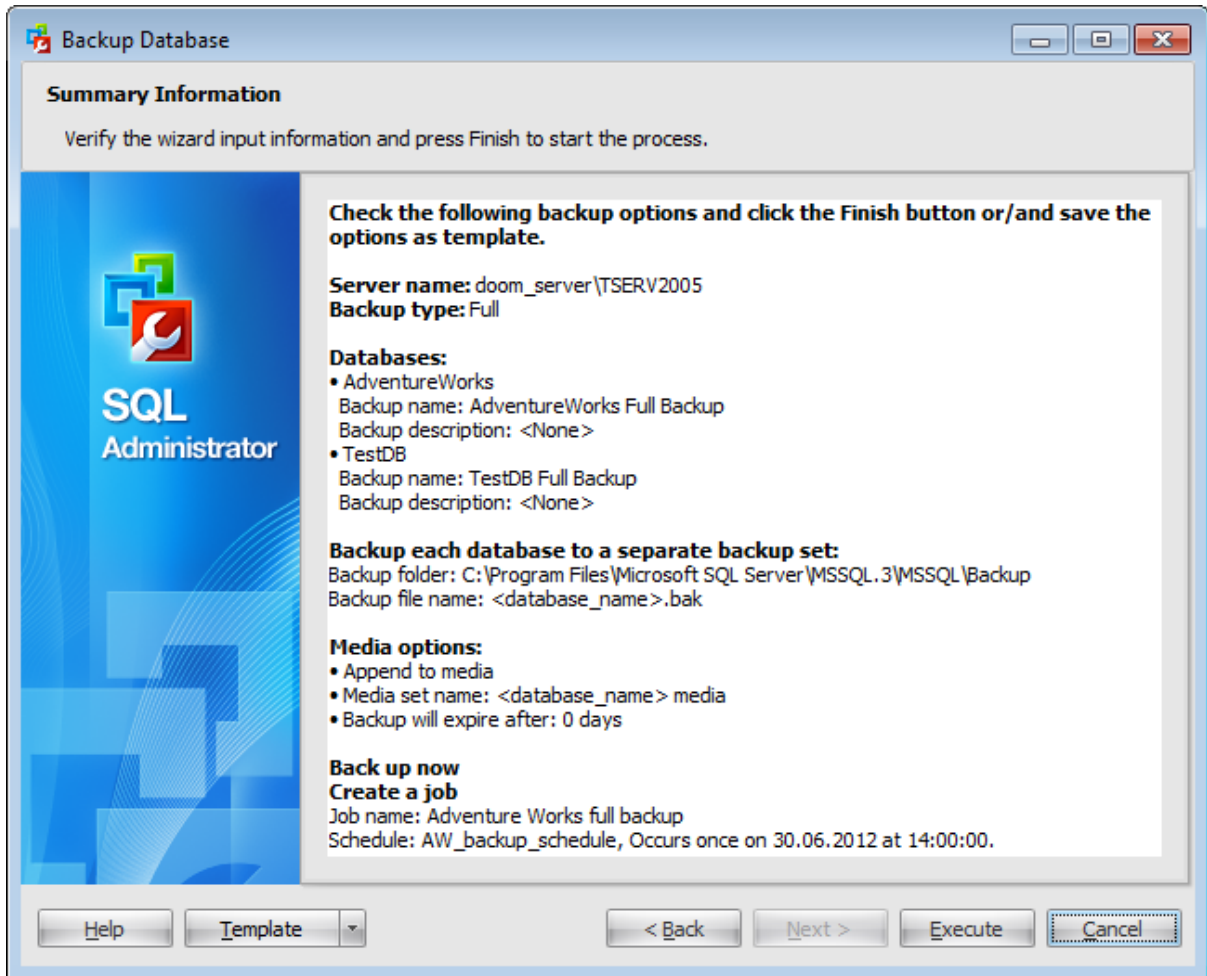 Backup Database
Summary Information
Verify the wizard input information and press Finish to start the process.
SQL
Administrator
Check the following backup options and click the Finish button or/and save the
options as template.
Server name: doom_server\TSERV2005
Backup type: Full
Databases:
• AdventureWorks
Backup name: AdventureWorks Full Backup
Backup description: <None>
• TestDB
Backup name: TestDB Full Backup
Backup description: <None>
Backup each database to a separate backup set:
Backup folder: C:\Program Files\Microsoft SQL Server\MSSQL.3\MSSQL\Backup
Backup file name: <database_name>.bak
Media options:
• Append to media
• Media set name: <database_name> media
• Backup will expire after: 0 days
Back up now
Create a job
Job name: Adventure Works full backup
Schedule: AW_backup_schedule, Occurs once on 30.06.2012 at 14:00:00.
Help
Template
< Back
Next >
Execute
Cancel